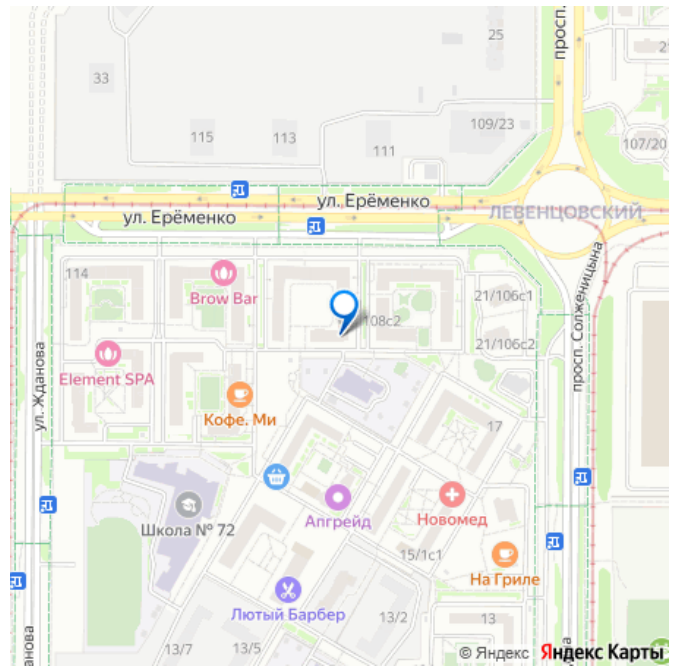 просп.
25
2
33
109/23
115
113
111
107/20
ул. Ерёменко
ул. Ерёменко
ЛЕВЕНЦОВСКИЙ
114
Brow Bar
21/106с1
/108с2
21/106с2
просп. Солженицына
ул. Жданова
Element SPA
Кофе. Ми
17
Апгрейд
Новомед
Школа № 72
15/1с1
На Гриле
Лютый Барбер
13/2
13
13/7
13/5
данова
© Яндекс Яндекс Карты